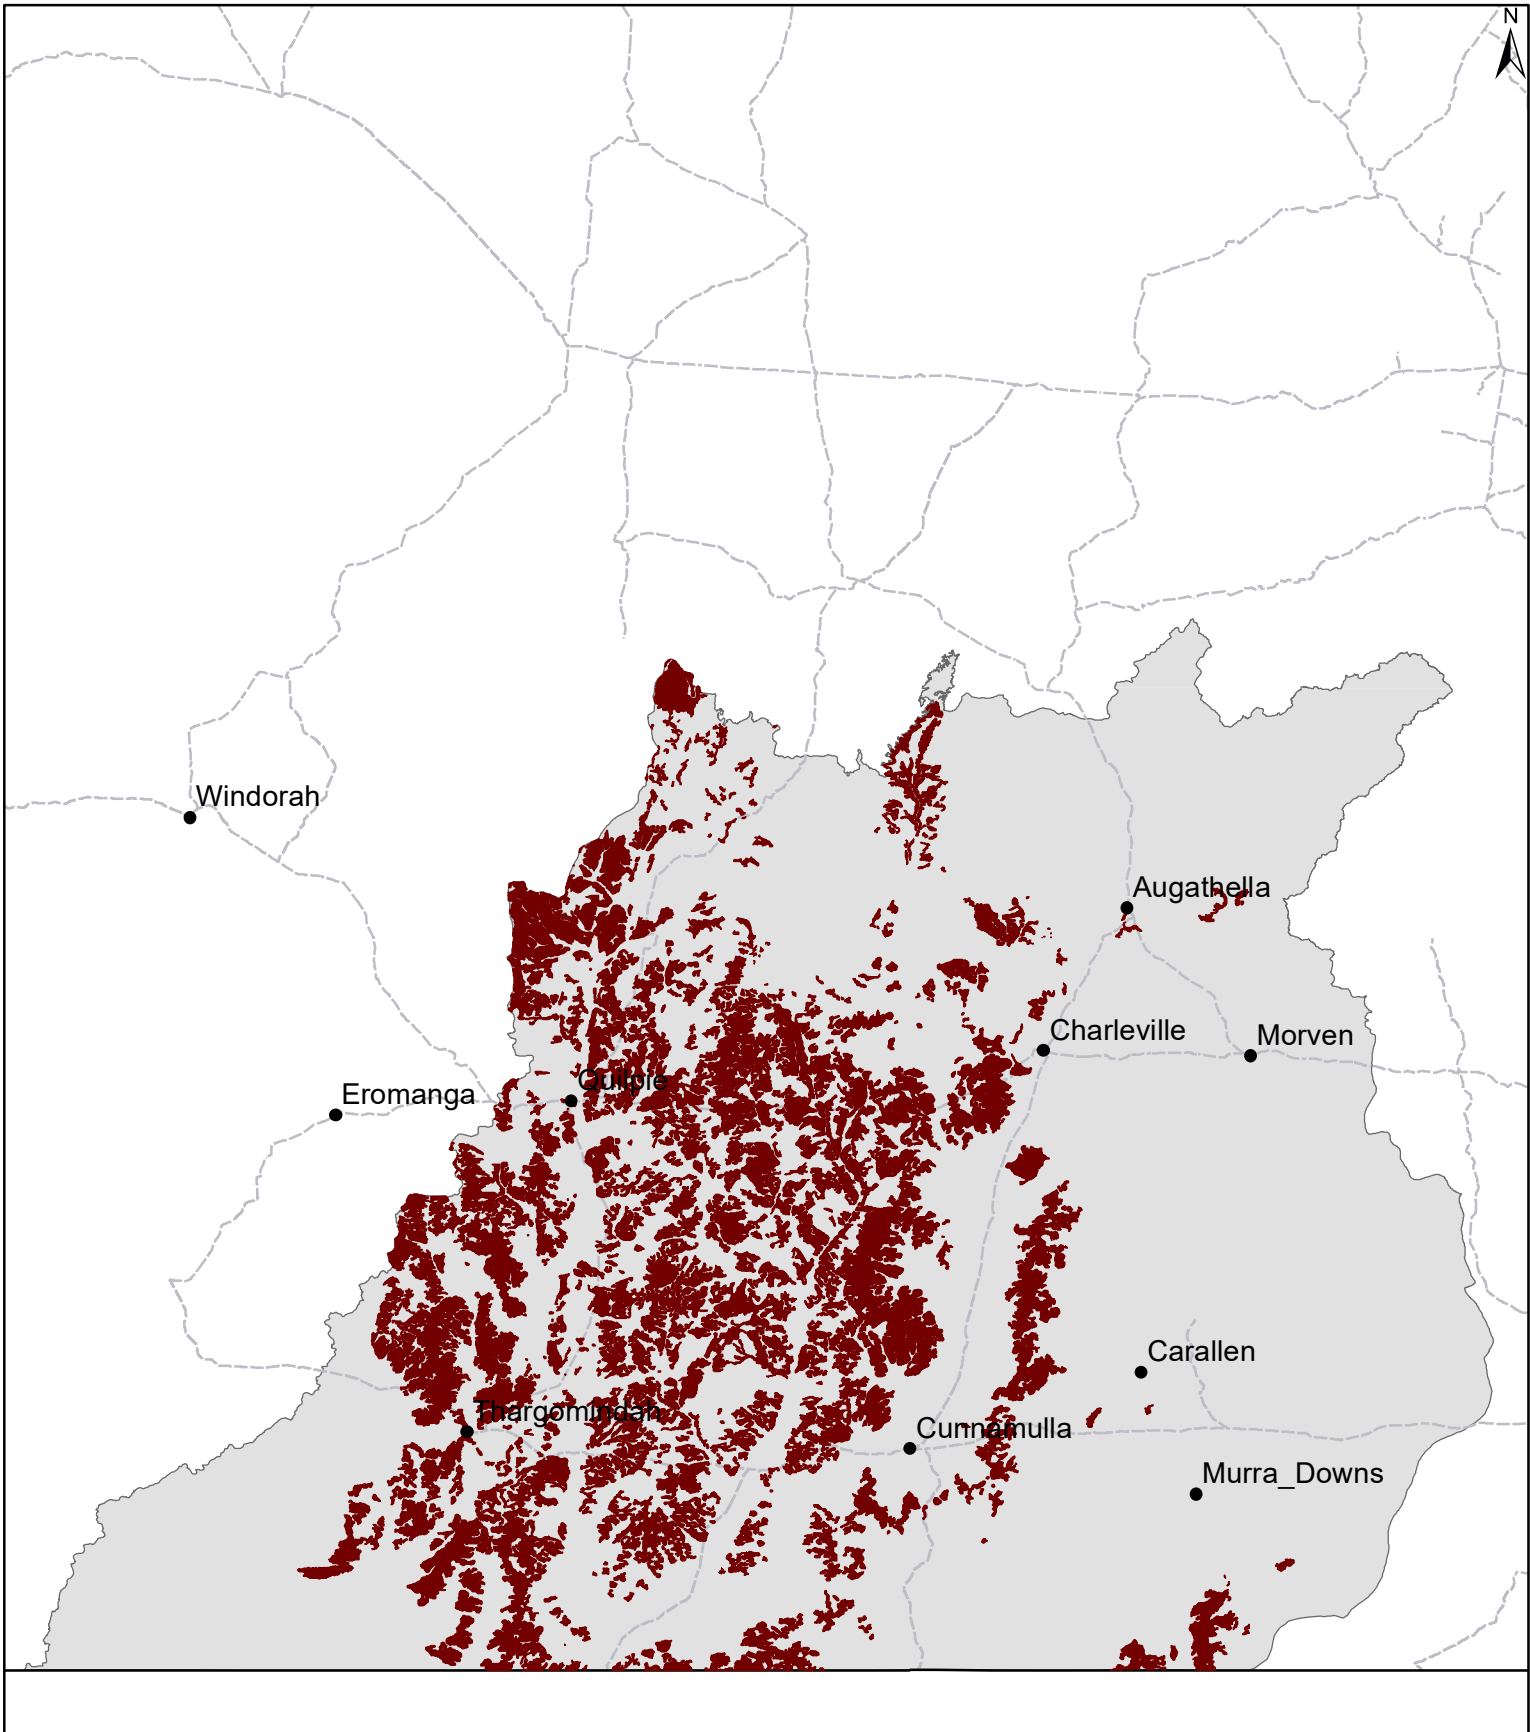 N
Windorah
Augathella
Charleville
Morven
Quilpie
Eromanga
Carallen
Thargomindah
Cunnamulla
Murra_Downs